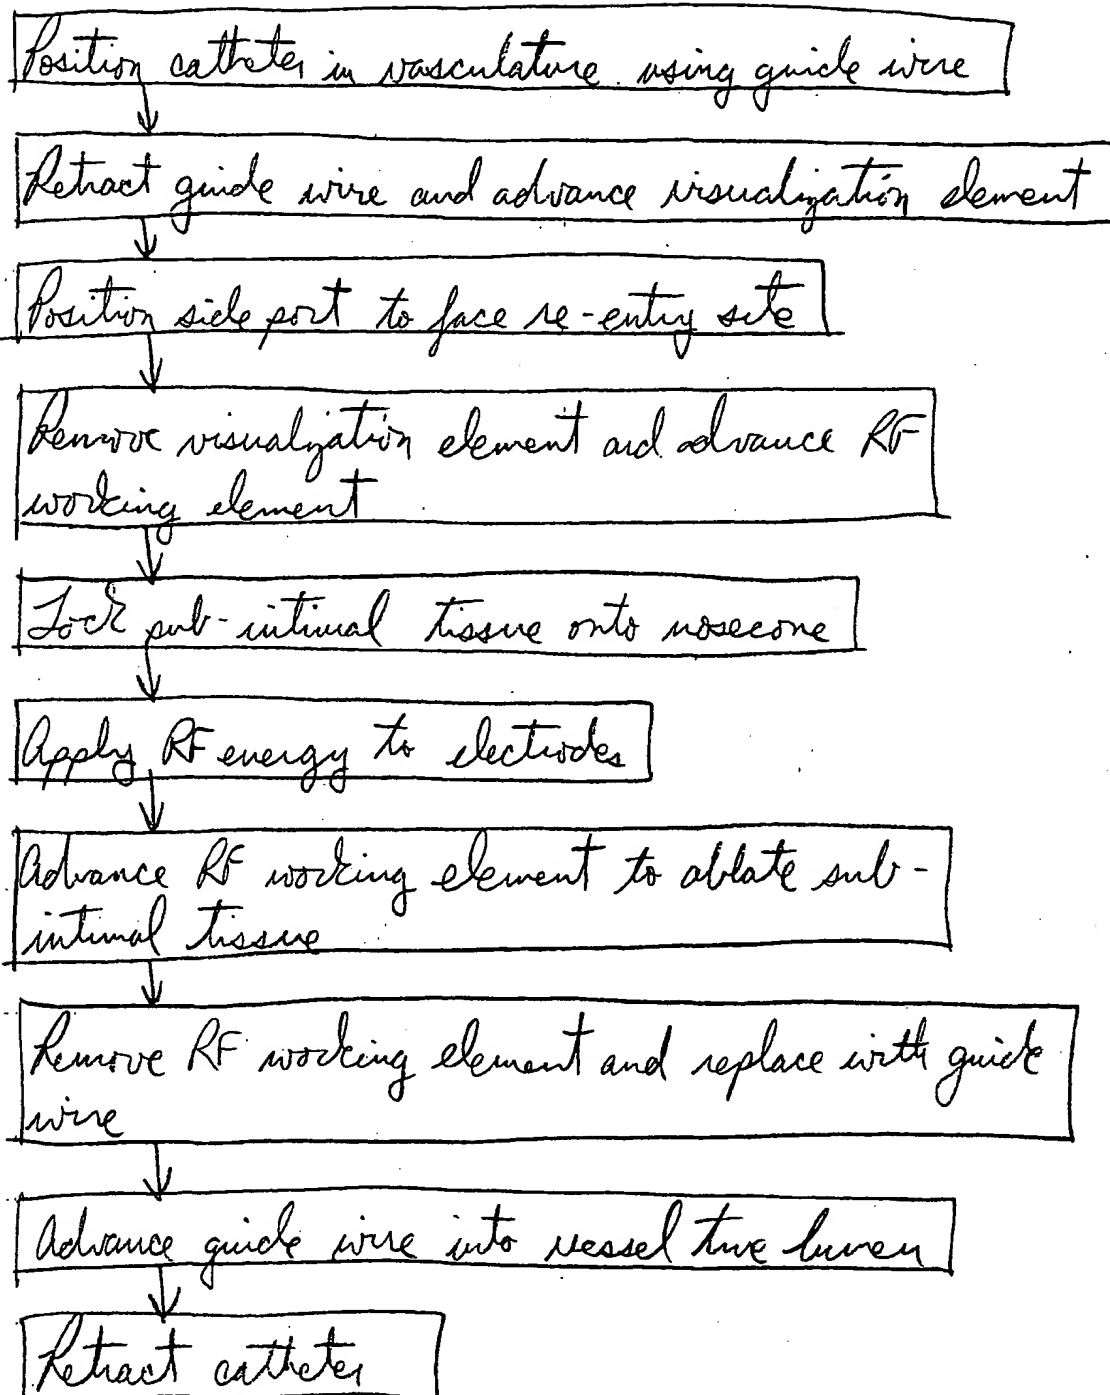 Position catheter in vasculature using guide wire
Retract guide wire and advance visualization element
Position side port to face re-entry site
Remove visualization element and advance RF
working element
Lock sub-intimal tissue onto nosecone
Apply RF energy to electrodes
Advance RF working element to ablate sub-
intimal tissue
Remove RF working element and replace with guide
wire
Advance guide wire into vessel true lumen
Retract catheter